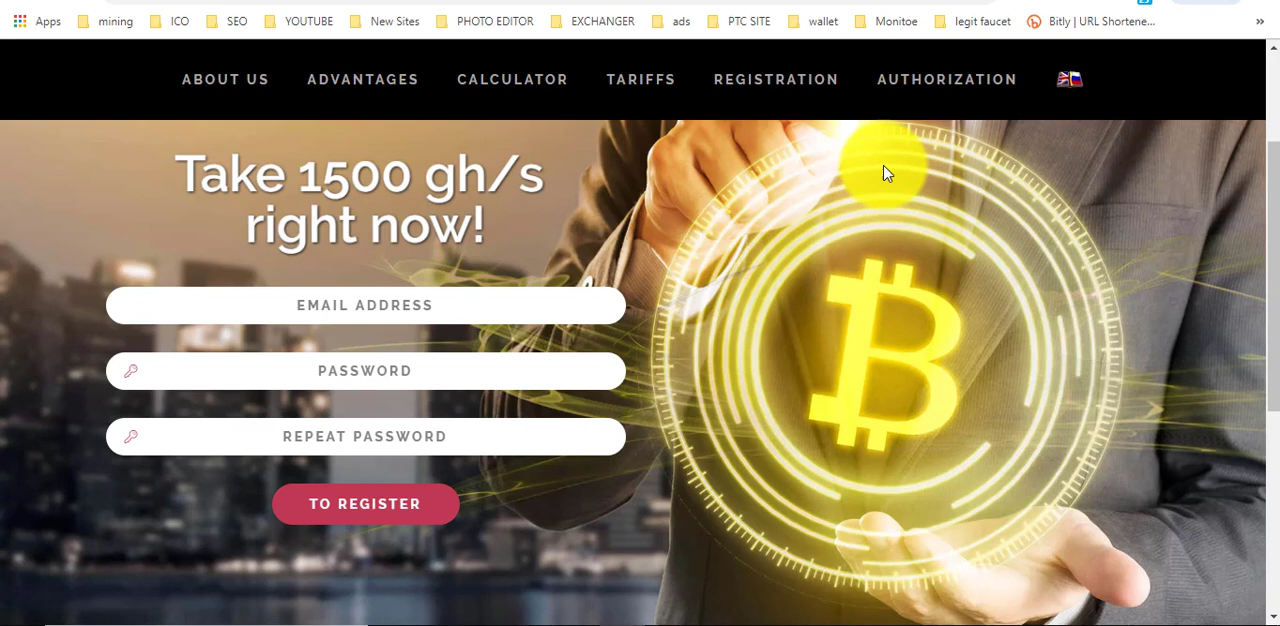 Apps mining ICO SEO YOUTUBE New Sites PHOTO EDITOR EXCHANGER ads PTC SITE wallet Monitoe legit faucet Bitly | URL Shortene... »
ABOUT US ADVANTAGES CALCULATOR TARIFFS REGISTRATION AUTHORIZATION
Take 1500 gh/s
right now!
EMAIL ADDRESS
PASSWORD
REPEAT PASSWORD
TO REGISTER